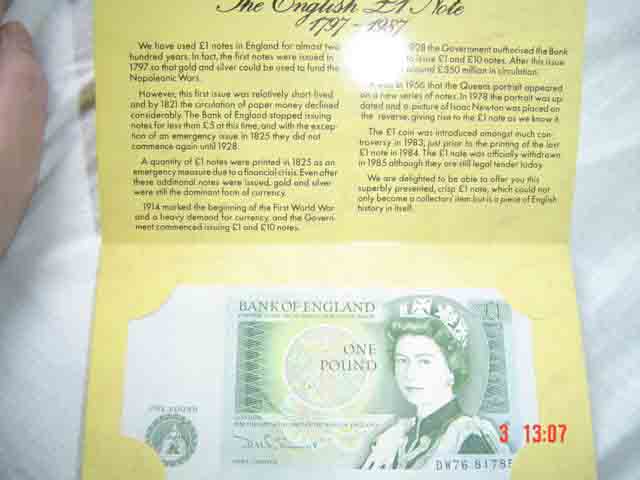 The English £1 Note
1797 - 1987
We have used £1 notes in England for almost two
hundred years. In fact, the first notes were issued in
1797 so that gold and silver could be used to fund the
Napoleonic Wars.
However, this first issue was relatively short-lived
and by 1821 the circulation of paper money declined
considerably. The Bank of England stopped issuing
notes for less than £5 at this time, and with the excep-
tion of an emergency issue in 1825 they did not
commence again until 1928.
A quantity of £1 notes were printed in 1825 as an
emergency measure due to a financial crisis. Even after
these additional notes were issued, gold and silver
were still the dominant form of currency.
1914 marked the beginning of the First World War
and a heavy demand for currency, and the Govern-
ment commenced issuing £1 and £10 notes.
1928 the Government authorised the Bank
to issue £1 and £10 notes. After this issue
around £350 million in circulation.
was in 1956 that the Queens portrait appeared
on a new series of notes. In 1978 the portrait was up-
dated and a picture of Isaac Newton was placed on
the reverse, giving rise to the £1 note as we know it.
The £1 coin was introduced amongst much con-
troversy in 1983, just prior to the printing of the last
£1 note in 1984. The £1 note was officially withdrawn
in 1985 although they are still legal tender today.
We are delighted to be able to offer you this
superbly presented, crisp £1 note, which could not
only become a collectors' item but is a piece of English
history in itself.
BANK OF ENGLAND
£1
ONE
POUND
ONE POUND
DW76 81785
3 13:07